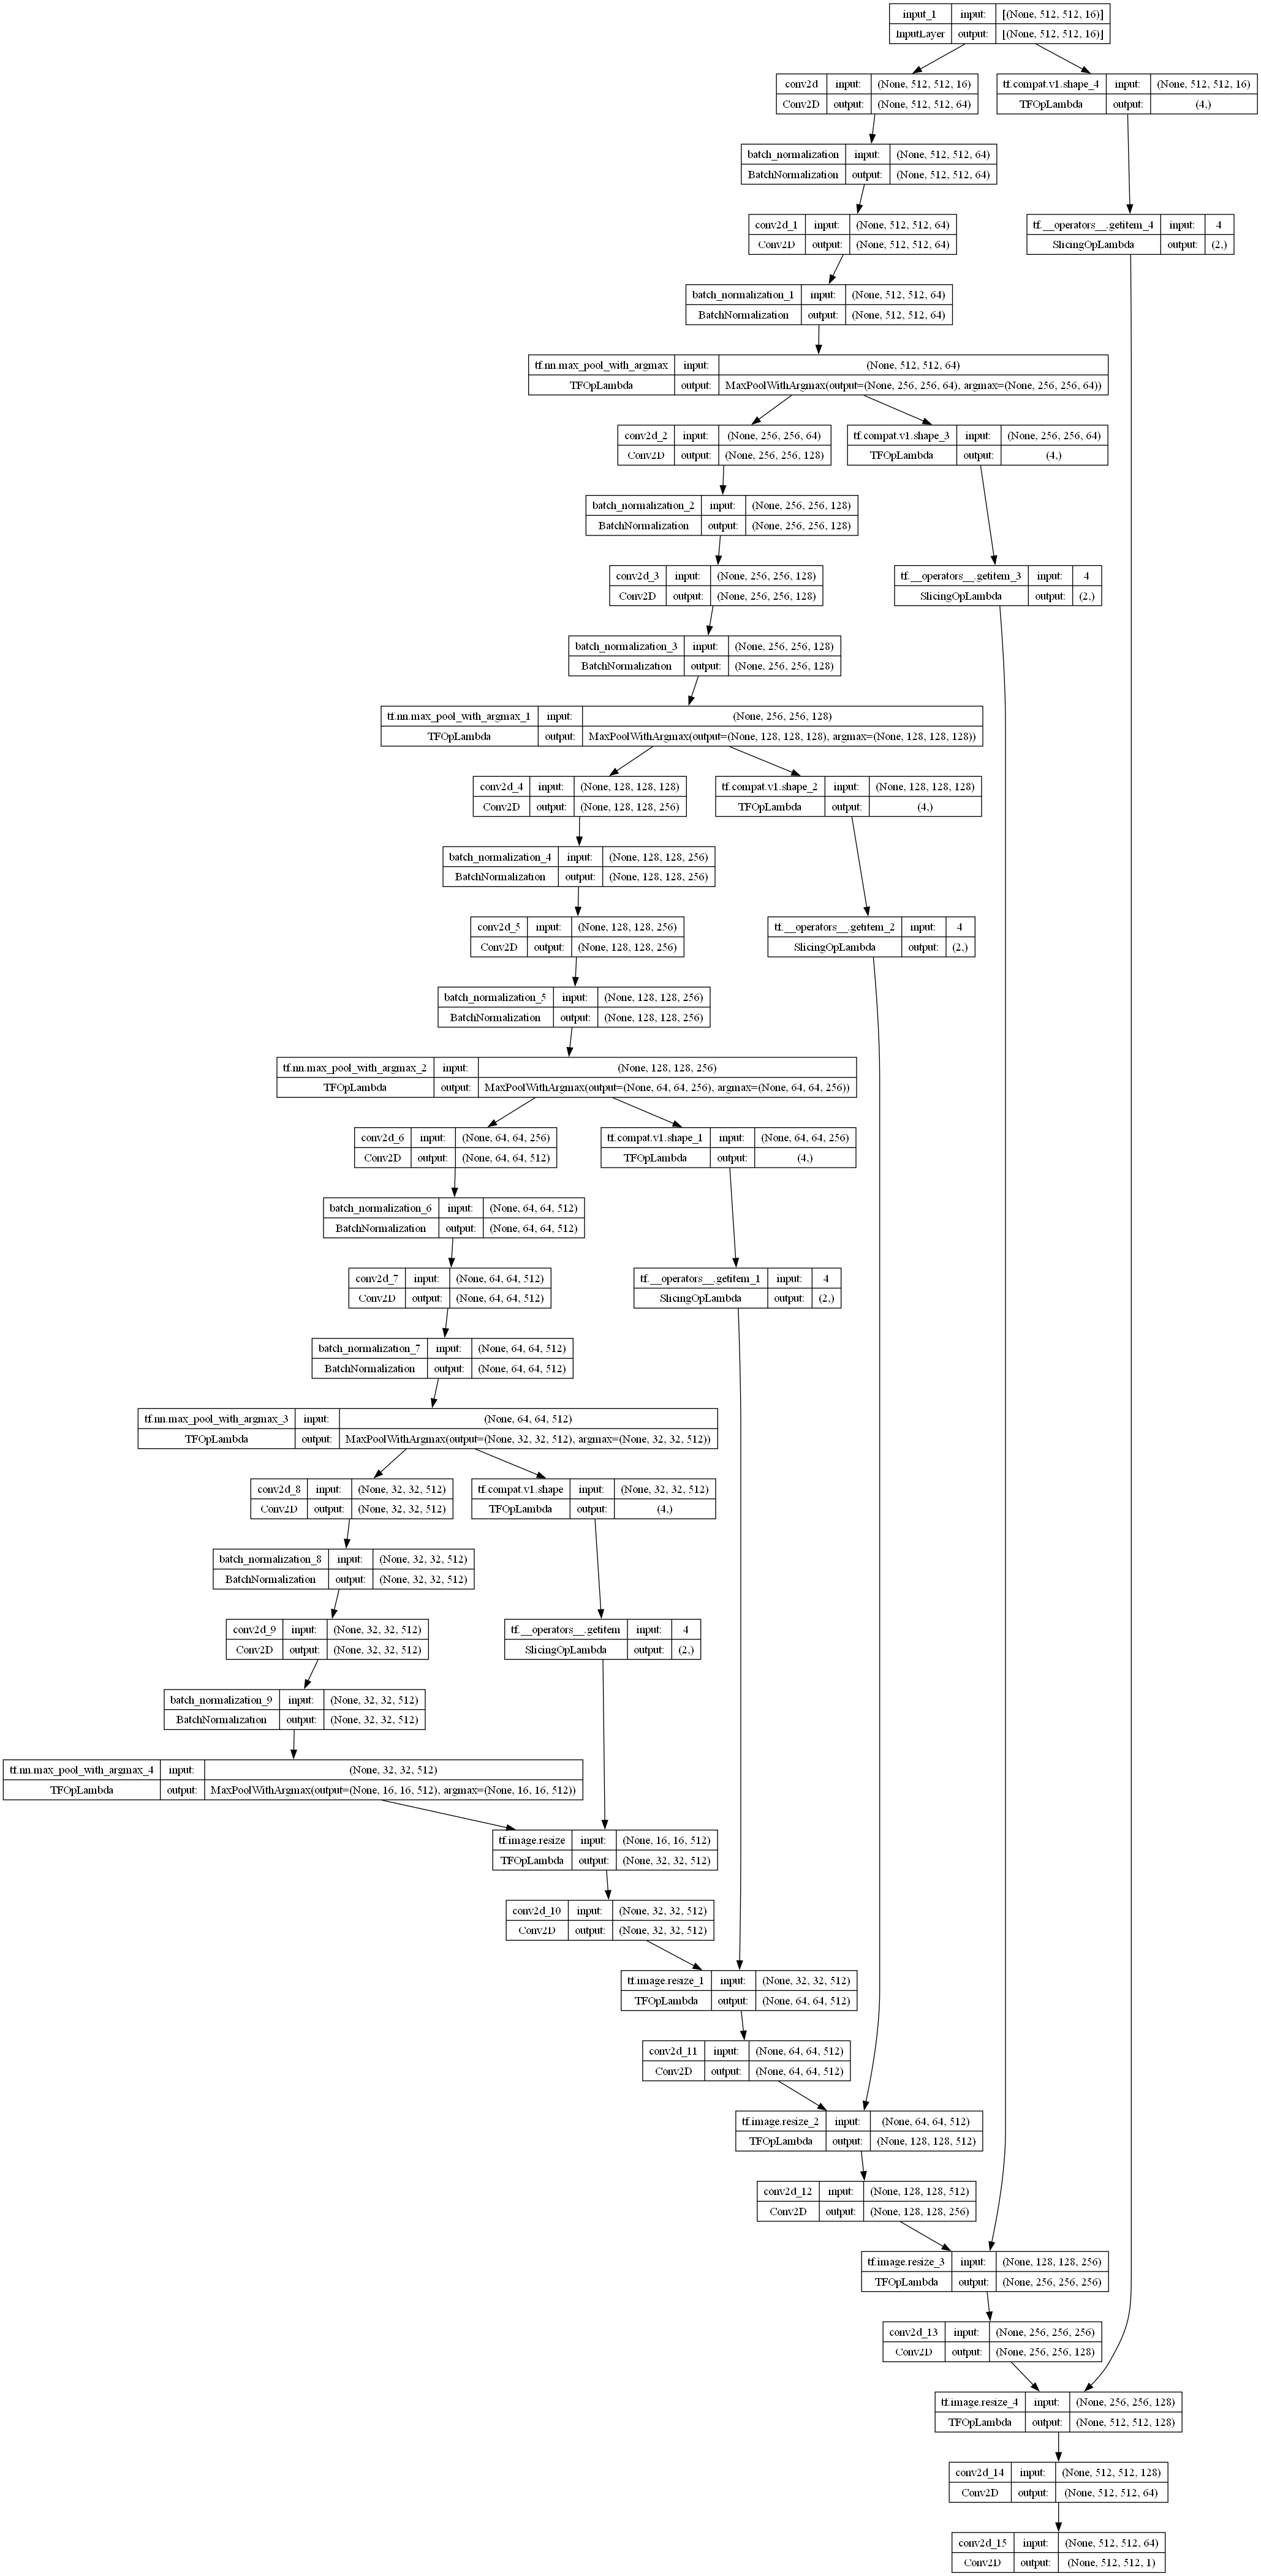 input_1 input: [(None, 512, 512, 16)]
InputLayer output: [(None, 512, 512, 16)]
conv2d input: (None, 512, 512, 16)
Conv2D output: (None, 512, 512, 64)
tf.compat.v1.shape_4 input: (None, 512, 512, 16)
TFOpLambda output: (4,)
batch_normalization input: (None, 512, 512, 64)
BatchNormalization output: (None, 512, 512, 64)
conv2d_1 input: (None, 512, 512, 64)
Conv2D output: (None, 512, 512, 64)
tf.__operators__.getitem_4 input: 4
SlicingOpLambda output: (2,)
batch_normalization_1 input: (None, 512, 512, 64)
BatchNormalization output: (None, 512, 512, 64)
tf.nn.max_pool_with_argmax input: (None, 512, 512, 64)
TFOpLambda output: MaxPoolWithArgmax(output=(None, 256, 256, 64), argmax=(None, 256, 256, 64))
conv2d_2 input: (None, 256, 256, 64)
Conv2D output: (None, 256, 256, 128)
tf.compat.v1.shape_3 input: (None, 256, 256, 64)
TFOpLambda output: (4,)
batch_normalization_2 input: (None, 256, 256, 128)
BatchNormalization output: (None, 256, 256, 128)
conv2d_3 input: (None, 256, 256, 128)
Conv2D output: (None, 256, 256, 128)
tf.__operators__.getitem_3 input: 4
SlicingOpLambda output: (2,)
batch_normalization_3 input: (None, 256, 256, 128)
BatchNormalization output: (None, 256, 256, 128)
tf.nn.max_pool_with_argmax_1 input: (None, 256, 256, 128)
TFOpLambda output: MaxPoolWithArgmax(output=(None, 128, 128, 128), argmax=(None, 128, 128, 128))
conv2d_4 input: (None, 128, 128, 128)
Conv2D output: (None, 128, 128, 256)
tf.compat.v1.shape_2 input: (None, 128, 128, 128)
TFOpLambda output: (4,)
batch_normalization_4 input: (None, 128, 128, 256)
BatchNormalization output: (None, 128, 128, 256)
conv2d_5 input: (None, 128, 128, 256)
Conv2D output: (None, 128, 128, 256)
tf.__operators__.getitem_2 input: 4
SlicingOpLambda output: (2,)
batch_normalization_5 input: (None, 128, 128, 256)
BatchNormalization output: (None, 128, 128, 256)
tf.nn.max_pool_with_argmax_2 input: (None, 128, 128, 256)
TFOpLambda output: MaxPoolWithArgmax(output=(None, 64, 64, 256), argmax=(None, 64, 64, 256))
conv2d_6 input: (None, 64, 64, 256)
Conv2D output: (None, 64, 64, 512)
tf.compat.v1.shape_1 input: (None, 64, 64, 256)
TFOpLambda output: (4,)
batch_normalization_6 input: (None, 64, 64, 512)
BatchNormalization output: (None, 64, 64, 512)
conv2d_7 input: (None, 64, 64, 512)
Conv2D output: (None, 64, 64, 512)
tf.__operators__.getitem_1 input: 4
SlicingOpLambda output: (2,)
batch_normalization_7 input: (None, 64, 64, 512)
BatchNormalization output: (None, 64, 64, 512)
tf.nn.max_pool_with_argmax_3 input: (None, 64, 64, 512)
TFOpLambda output: MaxPoolWithArgmax(output=(None, 32, 32, 512), argmax=(None, 32, 32, 512))
conv2d_8 input: (None, 32, 32, 512)
Conv2D output: (None, 32, 32, 512)
tf.compat.v1.shape input: (None, 32, 32, 512)
TFOpLambda output: (4,)
batch_normalization_8 input: (None, 32, 32, 512)
BatchNormalization output: (None, 32, 32, 512)
conv2d_9 input: (None, 32, 32, 512)
Conv2D output: (None, 32, 32, 512)
tf.__operators__.getitem input: 4
SlicingOpLambda output: (2,)
batch_normalization_9 input: (None, 32, 32, 512)
BatchNormalization output: (None, 32, 32, 512)
tf.nn.max_pool_with_argmax_4 input: (None, 32, 32, 512)
TFOpLambda output: MaxPoolWithArgmax(output=(None, 16, 16, 512), argmax=(None, 16, 16, 512))
tf.image.resize input: (None, 16, 16, 512)
TFOpLambda output: (None, 32, 32, 512)
conv2d_10 input: (None, 32, 32, 512)
Conv2D output: (None, 32, 32, 512)
tf.image.resize_1 input: (None, 32, 32, 512)
TFOpLambda output: (None, 64, 64, 512)
conv2d_11 input: (None, 64, 64, 512)
Conv2D output: (None, 64, 64, 512)
tf.image.resize_2 input: (None, 64, 64, 512)
TFOpLambda output: (None, 128, 128, 512)
conv2d_12 input: (None, 128, 128, 512)
Conv2D output: (None, 128, 128, 256)
tf.image.resize_3 input: (None, 128, 128, 256)
TFOpLambda output: (None, 256, 256, 256)
conv2d_13 input: (None, 256, 256, 256)
Conv2D output: (None, 256, 256, 128)
tf.image.resize_4 input: (None, 256, 256, 128)
TFOpLambda output: (None, 512, 512, 128)
conv2d_14 input: (None, 512, 512, 128)
Conv2D output: (None, 512, 512, 64)
conv2d_15 input: (None, 512, 512, 64)
Conv2D output: (None, 512, 512, 1)